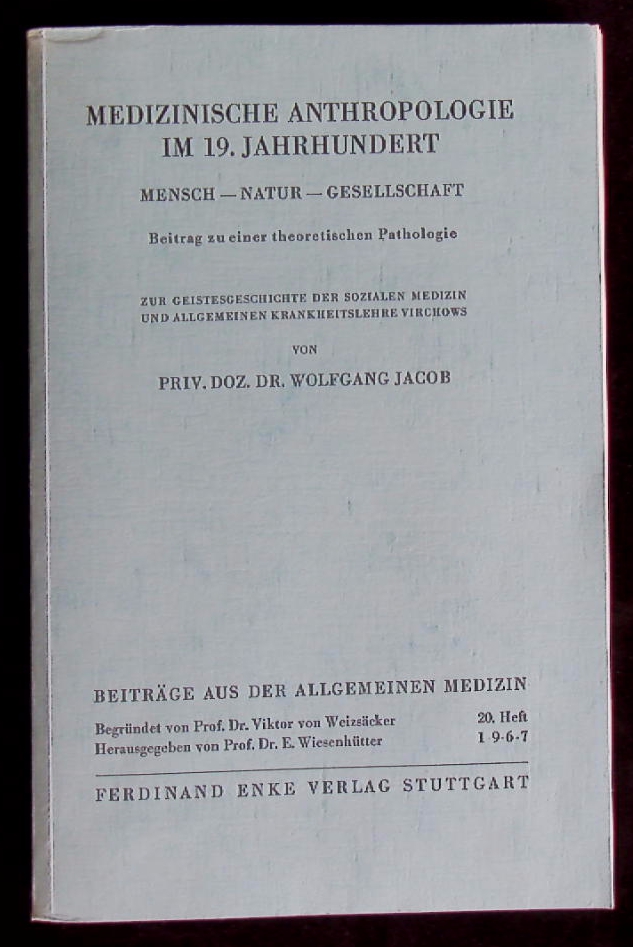 MEDIZINISCHE ANTHROPOLOGIE
IM 19. JAHRHUNDERT
MENSCH — NATUR — GESELLSCHAFT
Beitrag zu einer theoretischen Pathologie
ZUR GEISTESGESCHICHTE DER SOZIALEN MEDIZIN
UND ALLGEMEINEN KRANKHEITSLEHRE VIRCHOWS
VON
PRIV. DOZ. DR. WOLFGANG JACOB
BEITRÄGE AUS DER ALLGEMEINEN MEDIZIN
Begründet von Prof. Dr. Viktor von Weizsäcker 20. Heft
Herausgegeben von Prof. Dr. E. Wiesenhütter 1·9·6·7
FERDINAND ENKE VERLAG STUTTGART